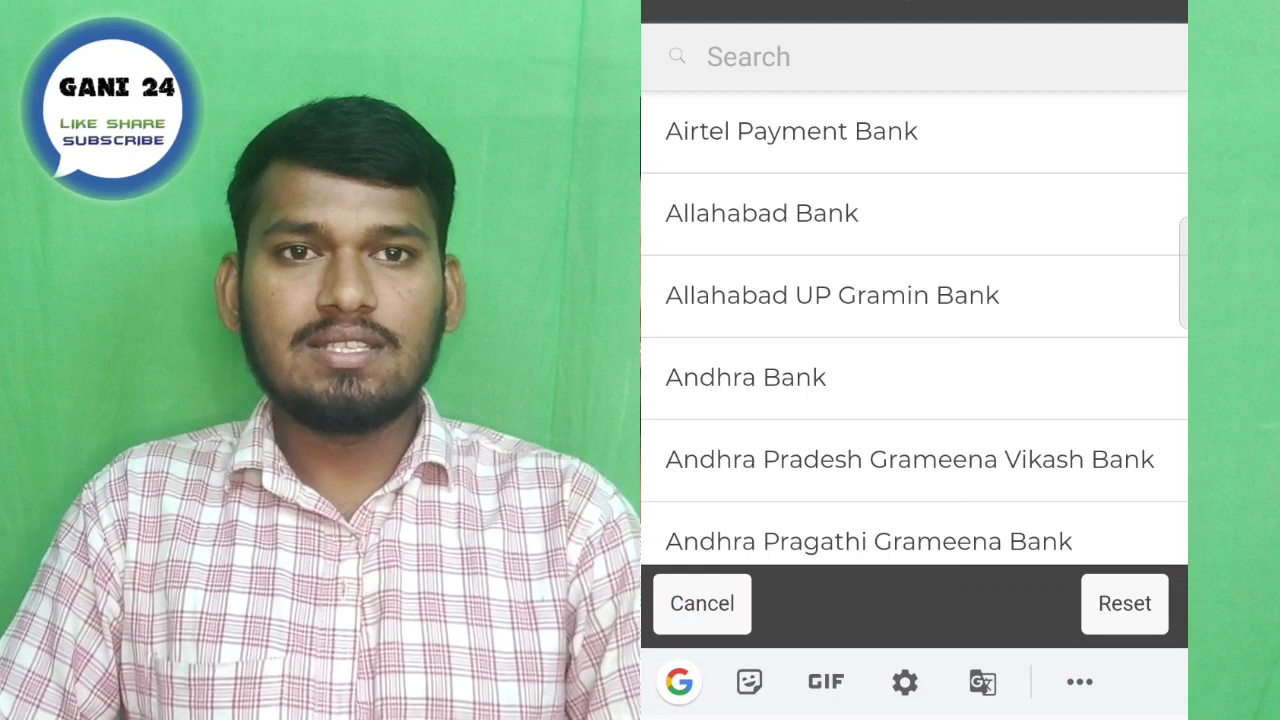 GANI 24
LIKE SHARE
SUBSCRIBE
Search
Airtel Payment Bank
Allahabad Bank
Allahabad UP Gramin Bank
Andhra Bank
Andhra Pradesh Grameena Vikash Bank
Andhra Pragathi Grameena Bank
Cancel
Reset
GIF